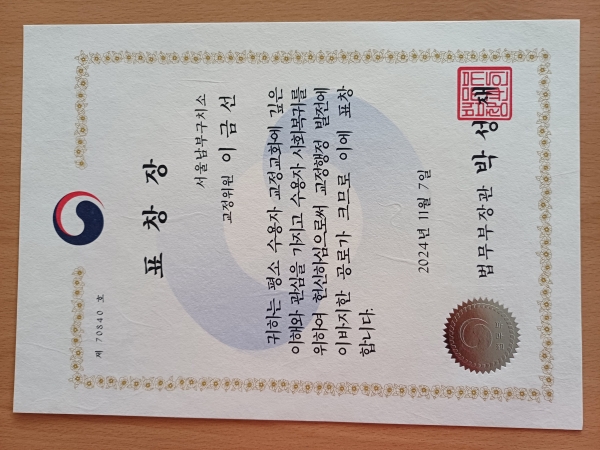 제 70840 호
표 창 장
서울남부구치소
교정위원 이 금 선
귀하는 평소 수용자 교정교화에 깊은
이해와 관심을 가지고 수용자 사회복귀를
위하여 헌신하심으로써 교정행정 발전에
이바지한 공로가 크므로 이에 표창
합니다.
2024년 11월 7일
법무부장관 박 성 재